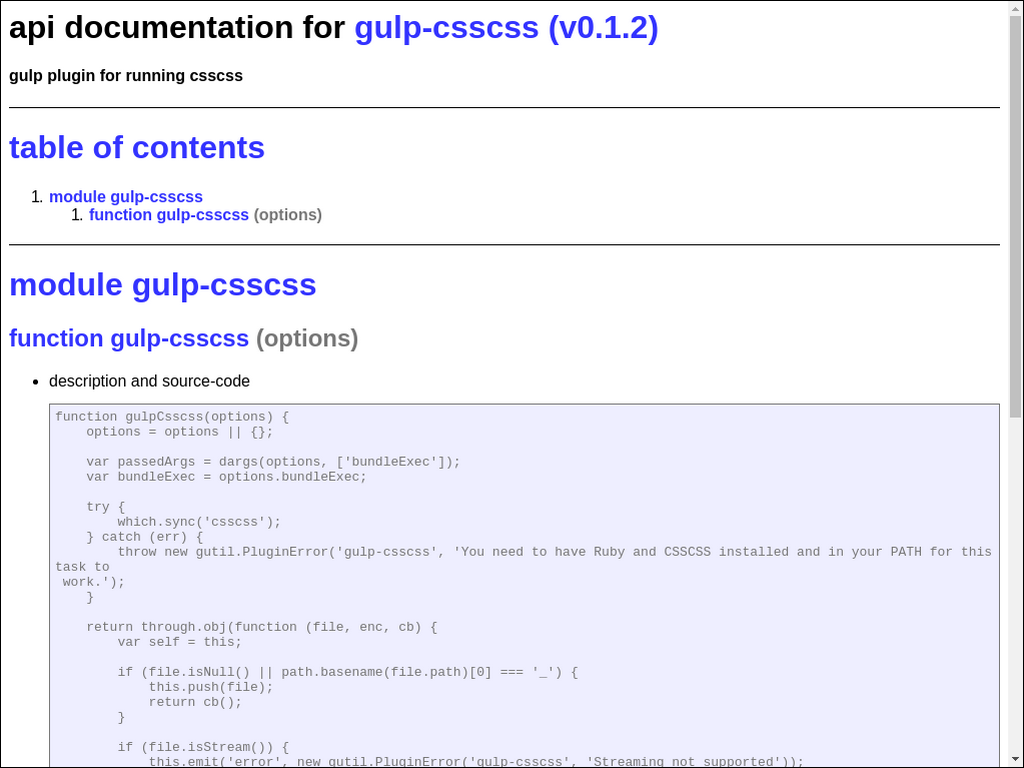 api documentation for gulp-csscss (v0.1.2)
gulp plugin for running csscss
table of contents
1. module gulp-csscss
1. function gulp-csscss (options)
module gulp-csscss
function gulp-csscss (options)
• description and source-code
function gulpCsscss(options) {
    options = options || {};

    var passedArgs = dargs(options, ['bundleExec']);
    var bundleExec = options.bundleExec;

    try {
        which.sync('csscss');
    } catch (err) {
        throw new gutil.PluginError('gulp-csscss', 'You need to have Ruby and CSSCSS installed and in your PATH for this
task to
 work.');
    }

    return through.obj(function (file, enc, cb) {
        var self = this;

        if (file.isNull() || path.basename(file.path)[0] === '_') {
            this.push(file);
            return cb();
        }

        if (file.isStream()) {
            this.emit('error', new gutil.PluginError('gulp-csscss', 'Streaming not supported'));